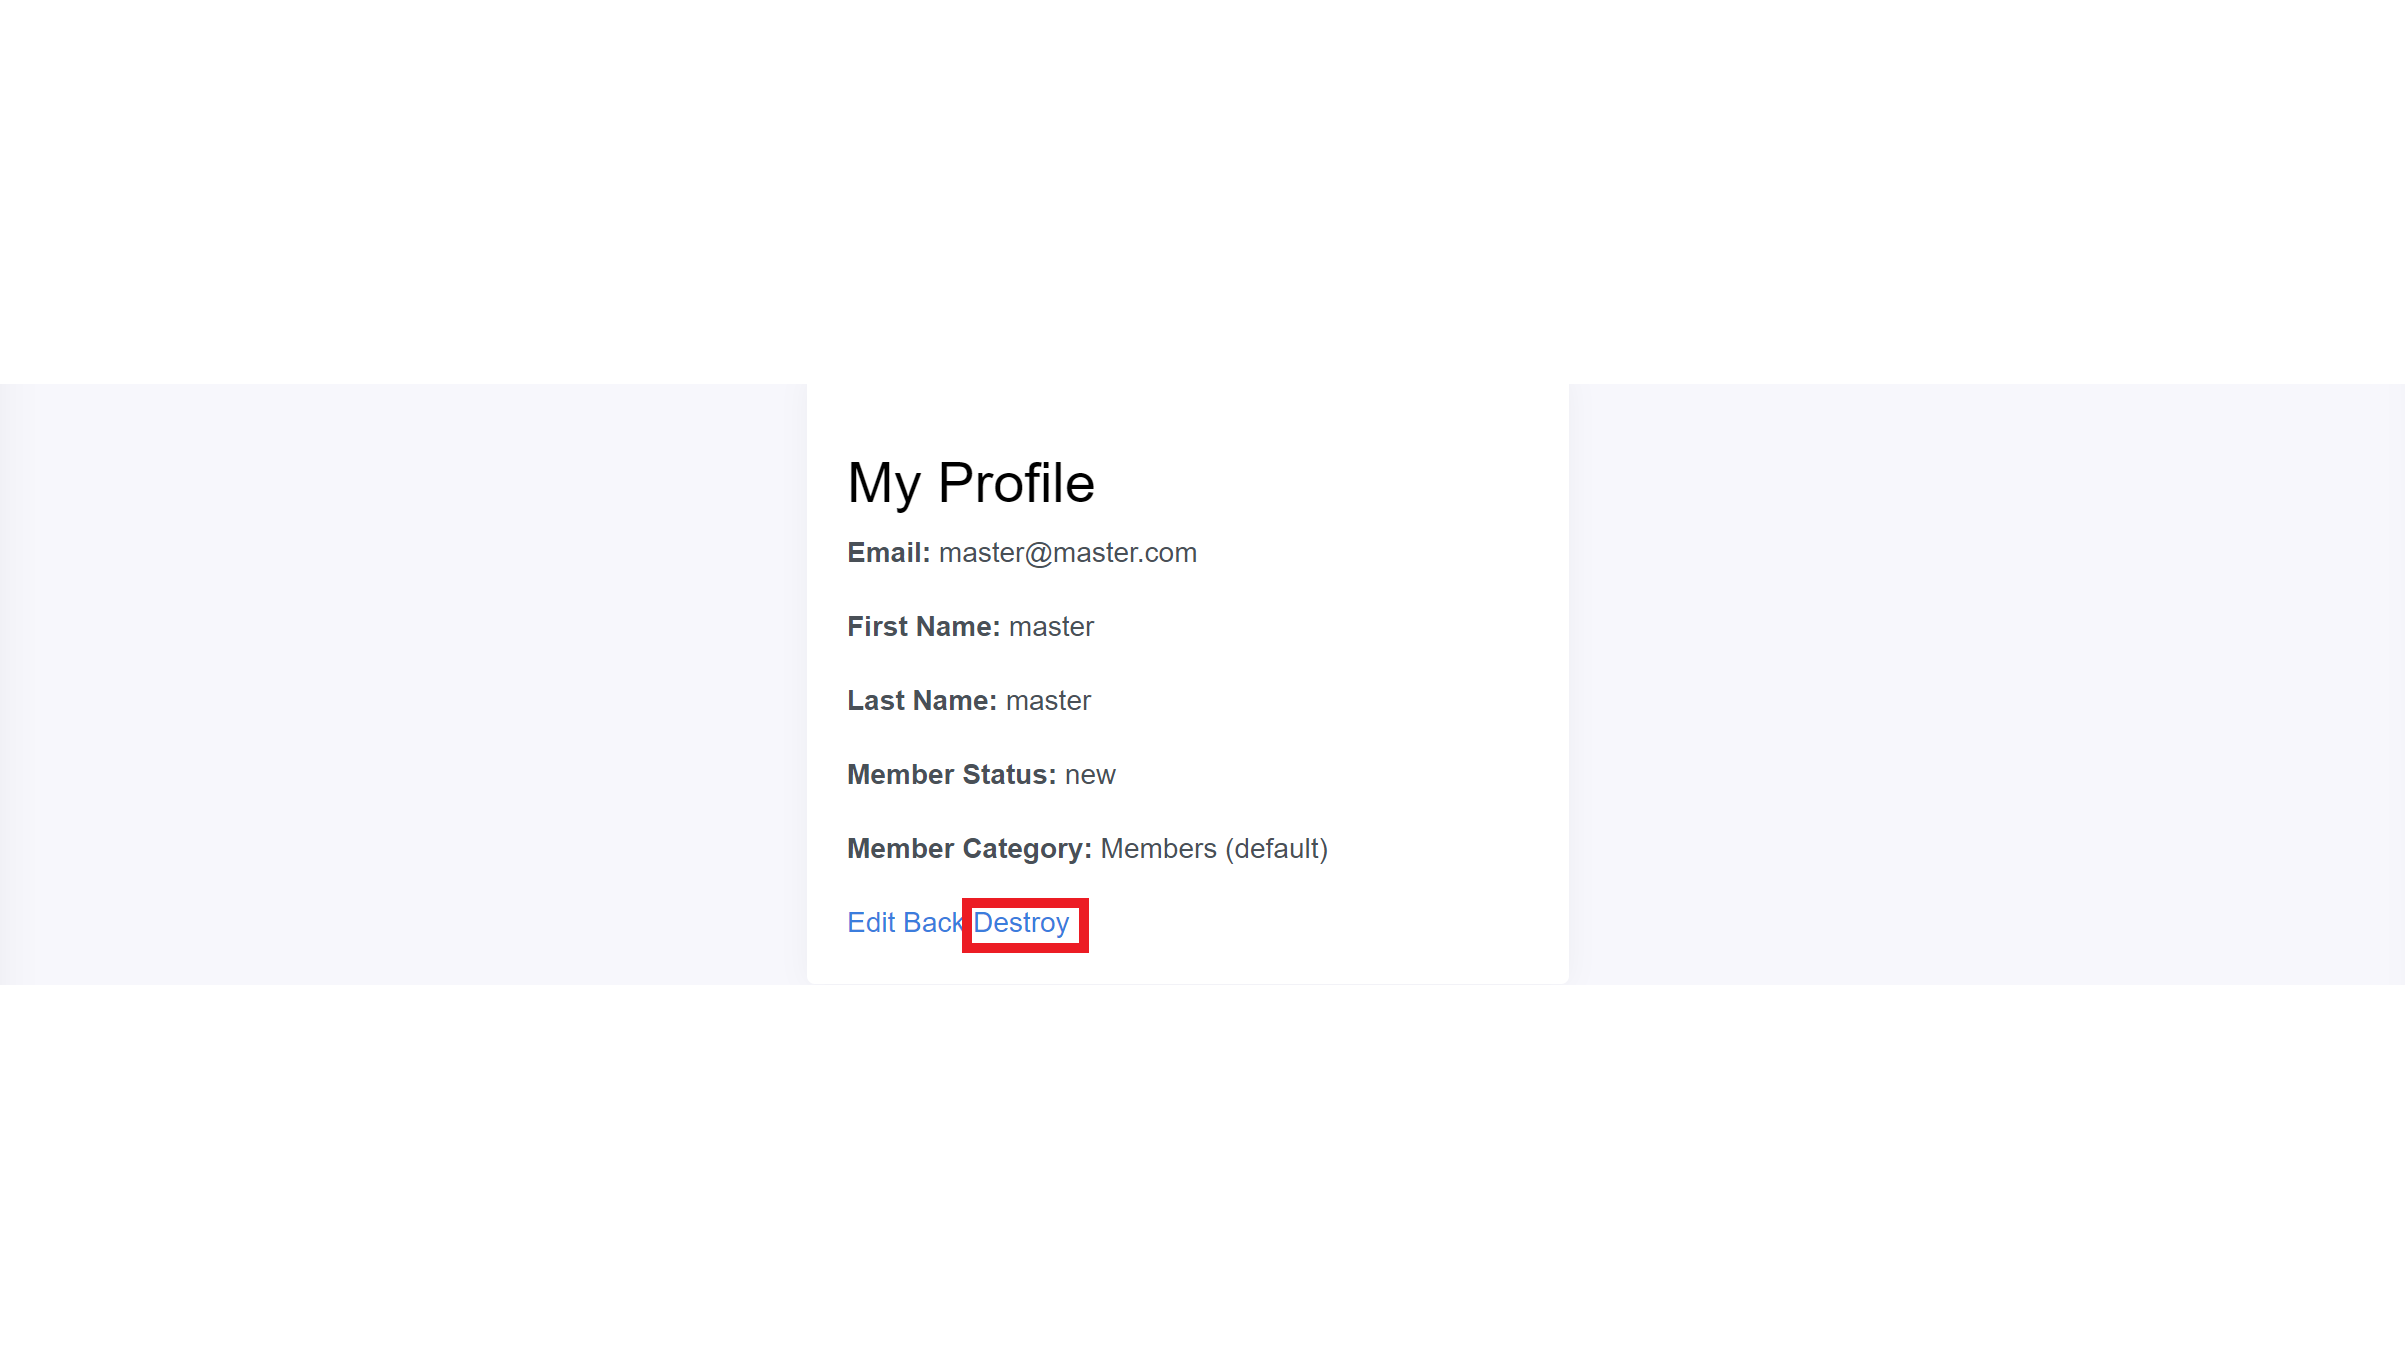 My Profile
Email: master@master.com
First Name: master
Last Name: master
Member Status: new
Member Category: Members (default)
Edit Back Destroy